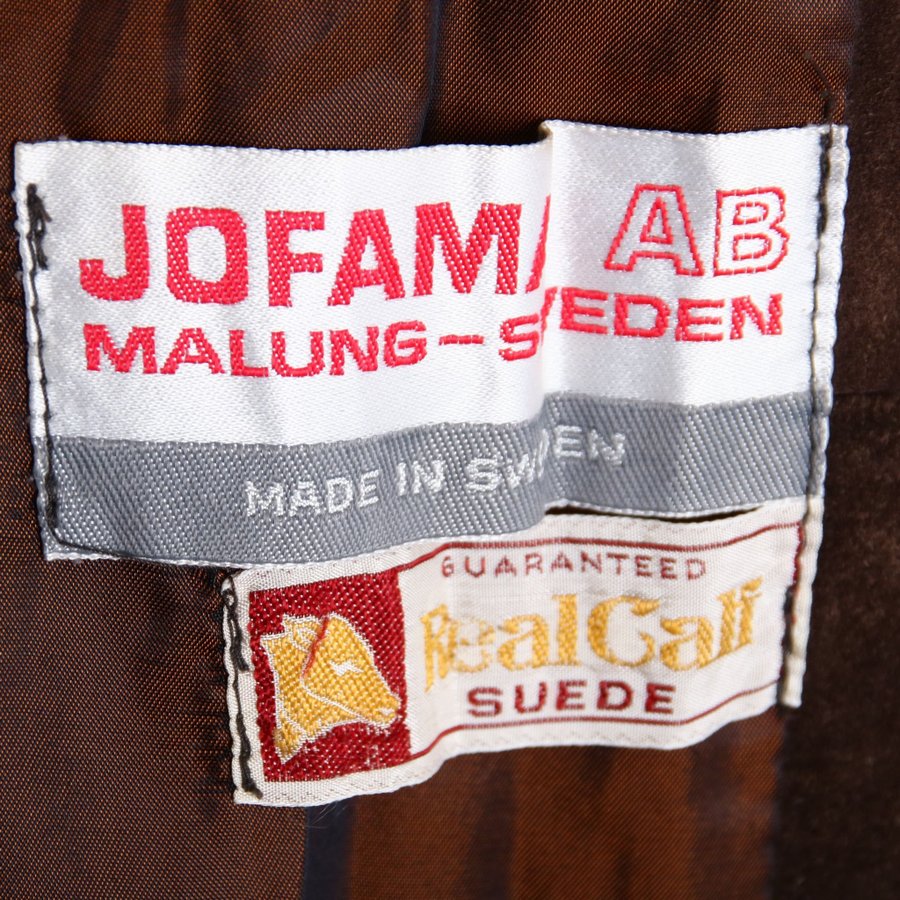 JOFAMA AB
MALUNG-SWEDEN
MADE IN SWEDEN
GUARANTEED
RealCalf
SUEDE